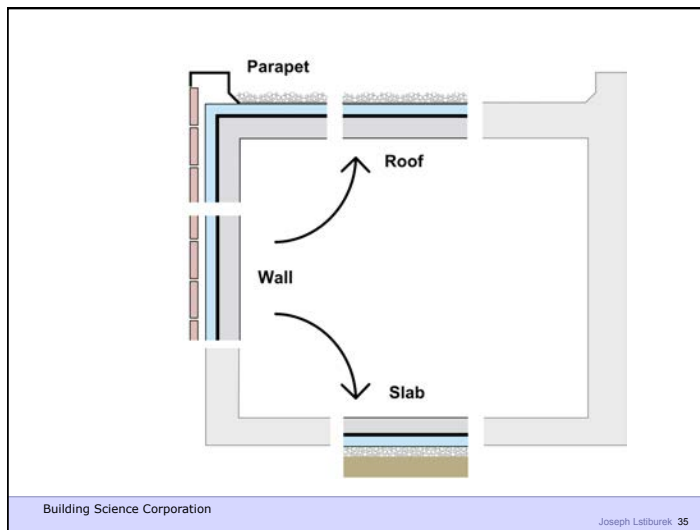 Parapet
Roof
Wall
Slab
Building Science Corporation
Joseph Lstiburek 35